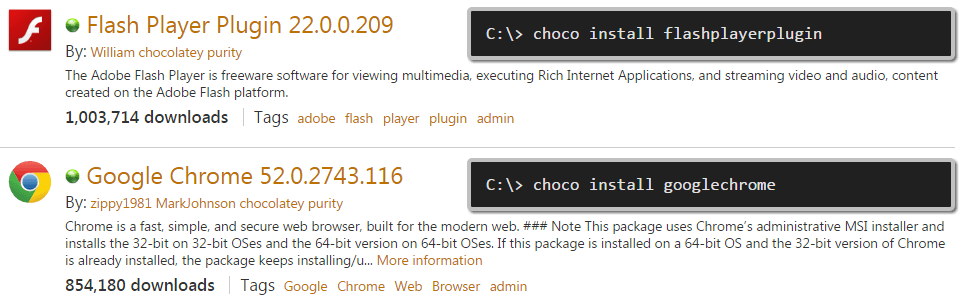 Flash Player Plugin 22.0.0.209
C:\> choco install flashplayerplugin
By: William chocolatey purity
The Adobe Flash Player is freeware software for viewing multimedia, executing Rich Internet Applications, and streaming video and audio, content
created on the Adobe Flash platform.
1,003,714 downloads Tags adobe flash player plugin admin
Google Chrome 52.0.2743.116
C:\> choco install googlechrome
By: zippy1981 MarkJohnson chocolatey purity
Chrome is a fast, simple, and secure web browser, built for the modern web. ### Note This package uses Chrome's administrative MSI installer and
installs the 32-bit on 32-bit OSes and the 64-bit version on 64-bit OSes. If this package is installed on a 64-bit OS and the 32-bit version of Chrome
is already installed, the package keeps installing/u... More information
854,180 downloads Tags Google Chrome Web Browser admin